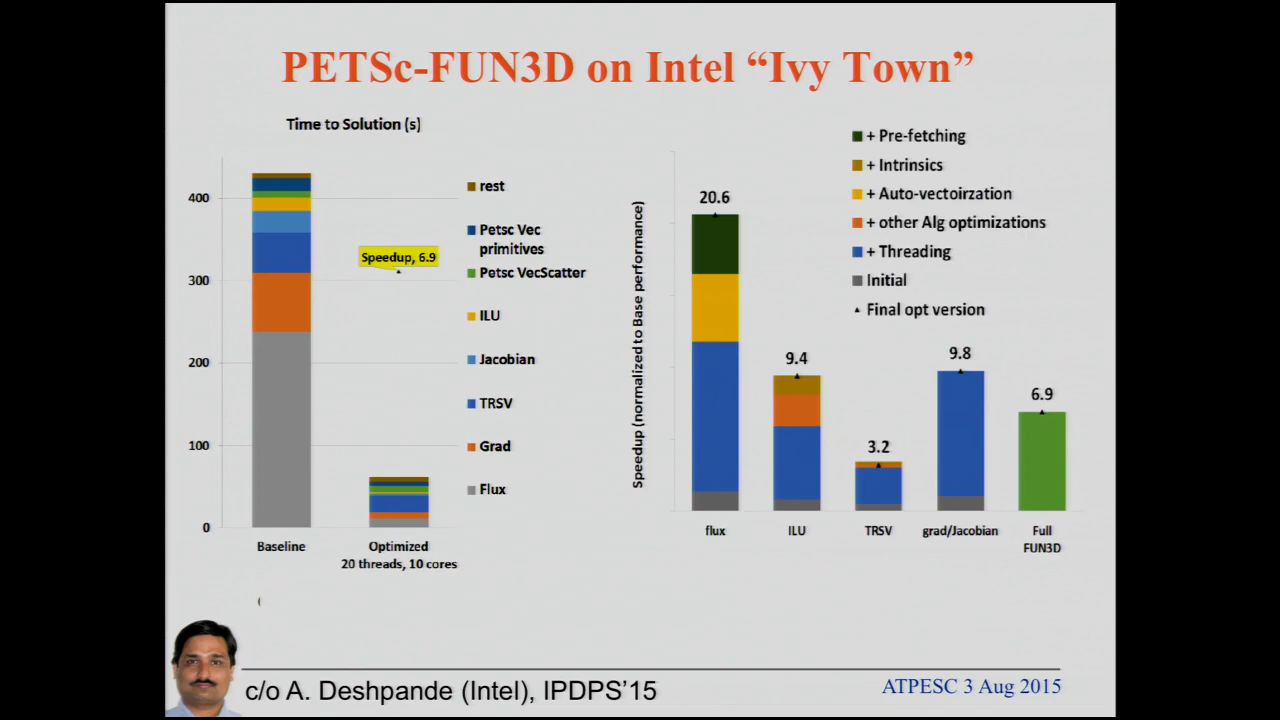 PETSc-FUN3D on Intel “Ivy Town”
Time to Solution (s)
400
300
200
100
0
Speedup, 6.9
Baseline
Optimized
20 threads, 10 cores
rest
Petsc Vec
primitives
Petsc VecScatter
ILU
Jacobian
TRSV
Grad
Flux
Speedup (normalized to Base performance)
+ Pre-fetching
+ Intrinsics
+ Auto-vectoirzation
+ other Alg optimizations
+ Threading
Initial
Final opt version
20.6
9.4
3.2
9.8
6.9
flux
ILU
TRSV
grad/Jacobian
Full
FUN3D
(
c/o A. Deshpande (Intel), IPDPS’15
ATPESC 3 Aug 2015